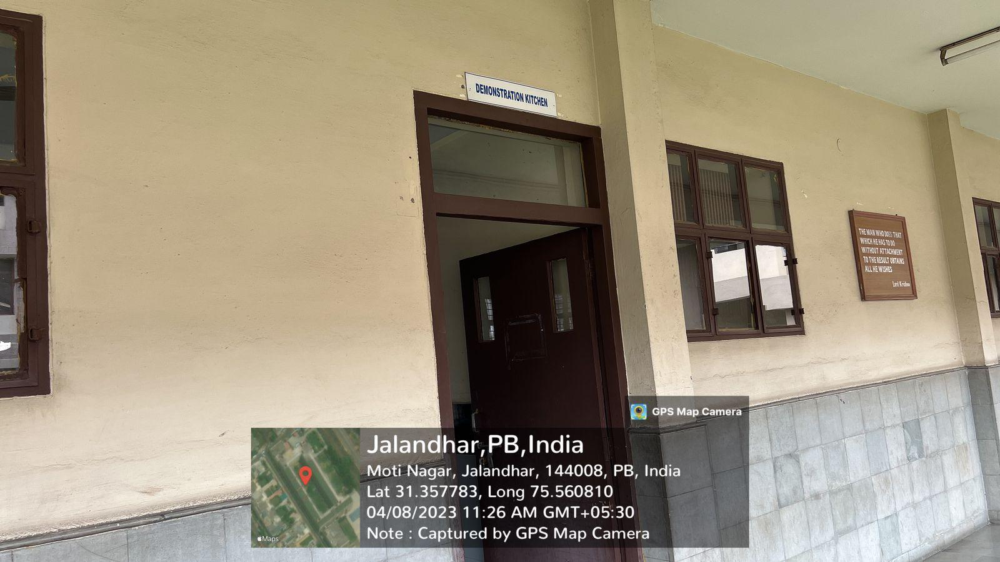 DEMONSTRATION KITCHEN
THE MAN WHO DOES THAT
WHICH HE HAS TO DO
WITHOUT ATTACHMENT
TO THE RESULT OBTAINS
ALL HE WISHES
Lord Krishna
GPS Map Camera
Jalandhar,PB,India
Moti Nagar, Jalandhar, 144008, PB, India
Lat 31.357783, Long 75.560810
04/08/2023 11:26 AM GMT+05:30
Note : Captured by GPS Map Camera
Maps